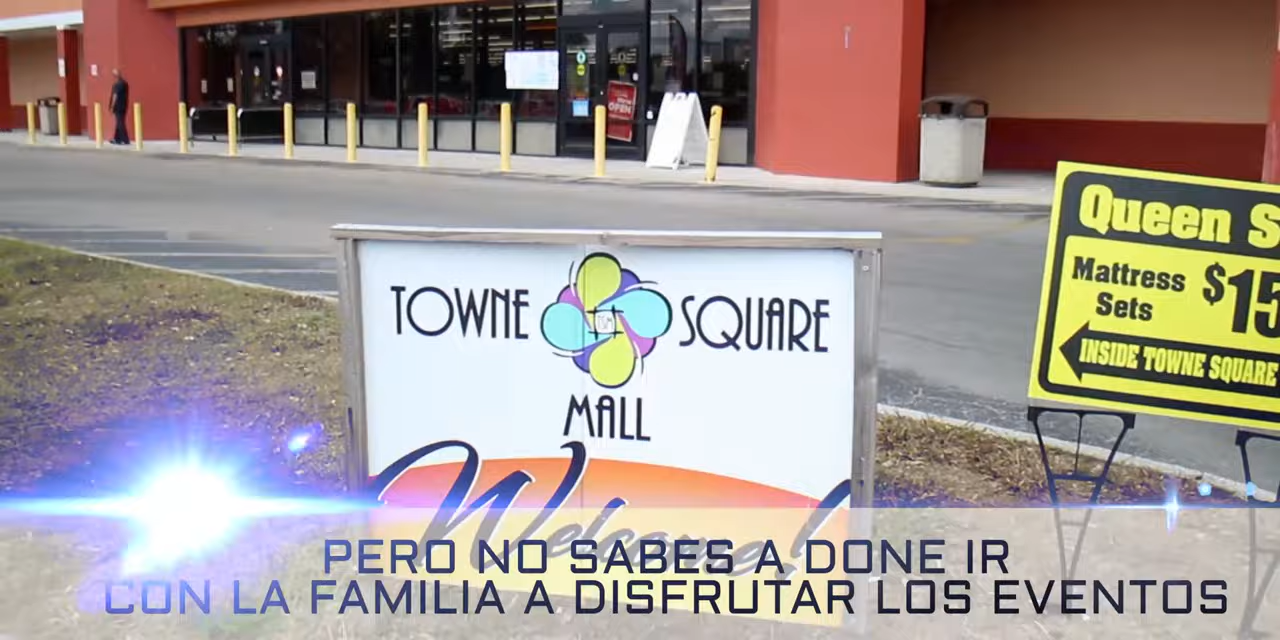 OPEN
TOWNE SQUARE
MALL
Welcome!
Queen S
Mattress
Sets
$15
INSIDE TOWNE SQUARE
PERO NO SABES A DONE IR
CON LA FAMILIA A DISFRUTAR LOS EVENTOS